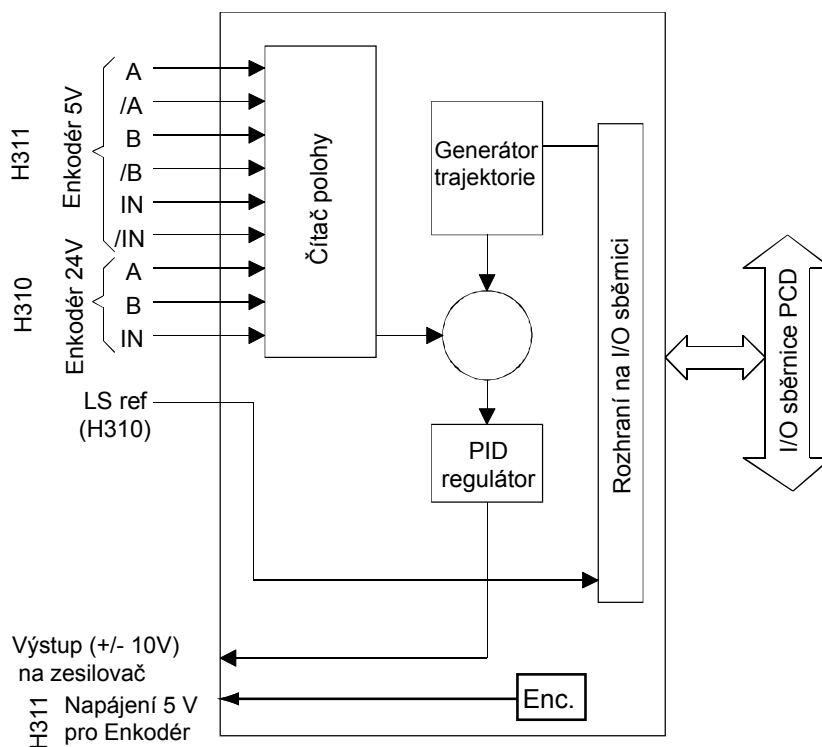 H311
Enkodér 5V
A
/A
B
/B
IN
/IN
H310
Enkodér 24V
A
B
IN
LS ref
(H310)
Čítač polohy
Generátor
trajektorie
PID
regulátor
Rozhraní na I/O sběrnici
I/O sběrnice PCD
Výstup (+/- 10V)
na zesilovač
H311
Napájení 5 V
pro Enkodér
Enc.